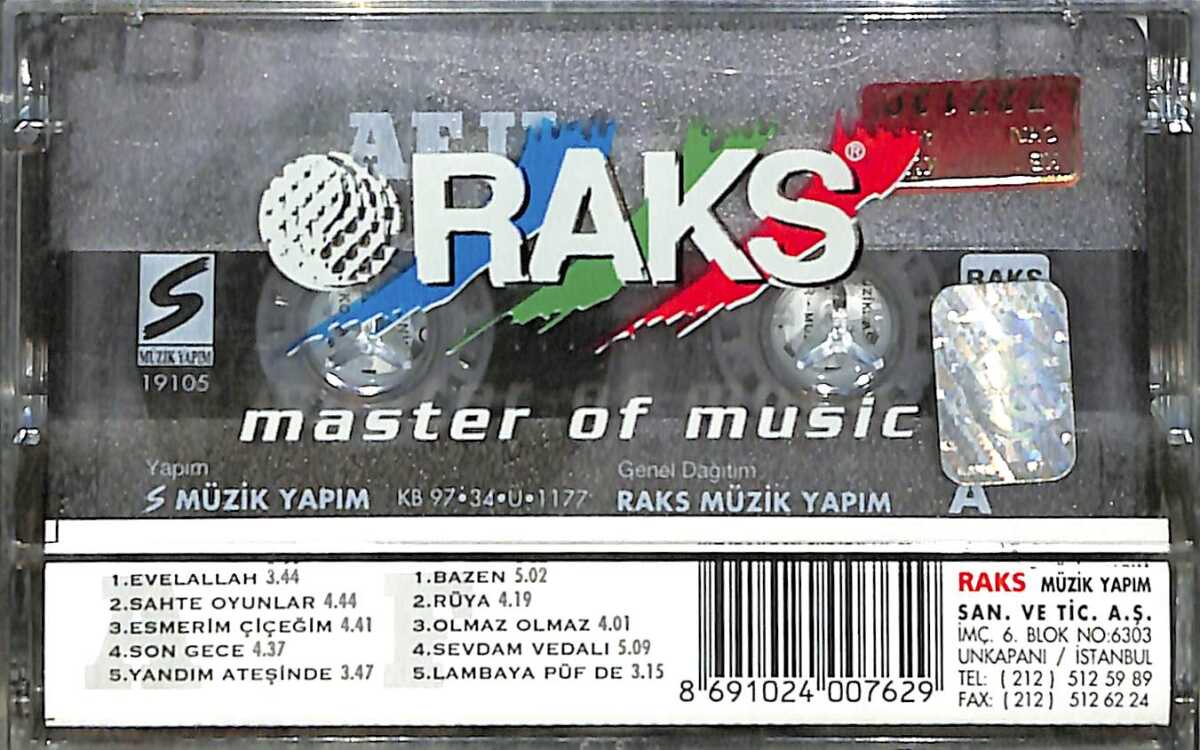 RAKS®
RAKS
S
MÜZİK YAPIM
19105
master of music
Yapım
S MÜZİK YAPIM KB 97•34•Ü•1177
Genel Dağıtım
RAKS MÜZİK YAPIM
A
1.EVELALLAH 3.44
2.SAHTE OYUNLAR 4.44
3.ESMERİM ÇİÇEĞİM 4.41
4.SON GECE 4.37
5.YANDIM ATEŞİNDE 3.47
1.BAZEN 5.02
2.RÜYA 4.19
3.OLMAZ OLMAZ 4.01
4.SEVDAM VEDALI 5.09
5.LAMBAYA PÜF DE 3.15
8 691024 007629
RAKS MÜZİK YAPIM
SAN. VE TİC. A.Ş.
İMÇ. 6. BLOK NO:6303
UNKAPANI / İSTANBUL
TEL: ( 212 ) 512 59 89
FAX: ( 212 ) 512 62 24